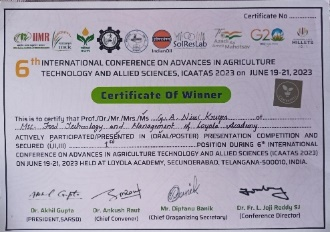 Certificate No
IIMR
IndianOil
SolResLab
G20
MILLETS
6th INTERNATIONAL CONFERENCE ON ADVANCES IN AGRICULTURE
TECHNOLOGY AND ALLIED SCIENCES, ICAATAS 2023 on JUNE 19-21, 2023
Certificate Of Winner
This is to certify that Prof./Dr./Mr./Mrs./Ms G. A. Nissi of
Msc. Food Technology and Management of Loyola Academy
ACTIVELY PARTICIPATED/PRESENTED IN (ORAL/POSTER) PRESENTATION COMPETITION AND
SECURED (I,II,III) 1st POSITION DURING 6th INTERNATIONAL
CONFERENCE ON ADVANCES IN AGRICULTURE TECHNOLOGY AND ALLIED SCIENCES (ICAATAS 2023)
ON JUNE 19-21, 2023 HELD AT LOYOLA ACADEMY, SECUNDERABAD, TELANGANA-500010, INDIA.
Dr. Akhil Gupta Dr. Ankush Raut Mr. Diptanu Banik Dr. Fr. L. Joji Reddy SJ
(PRESIDENT, SARSD) (Chief Convener) (Chief Oraganizing Secretary) (Conference Director)